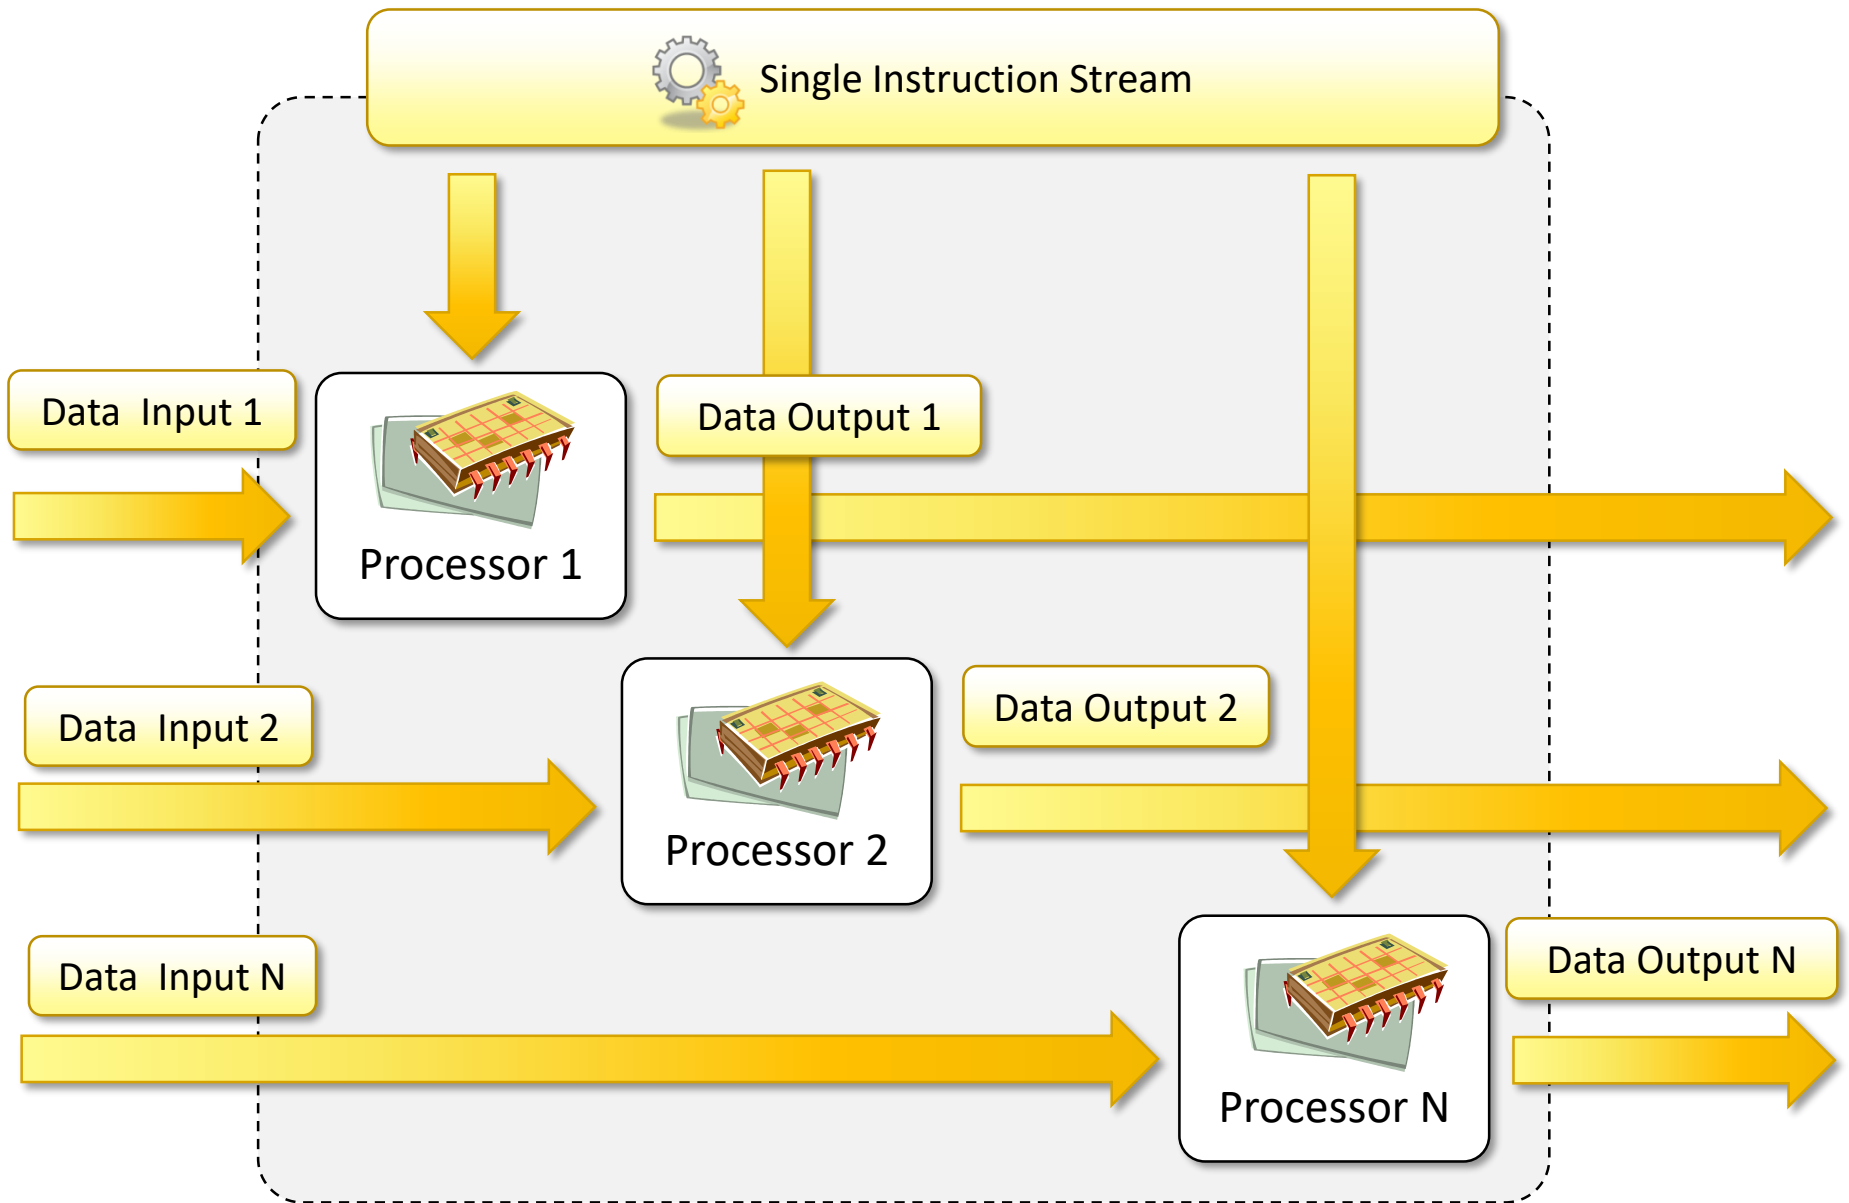 Single Instruction Stream
Data Input 1
Data Output 1
Processor 1
Data Input 2
Data Output 2
Processor 2
Data Input N
Data Output N
Processor N